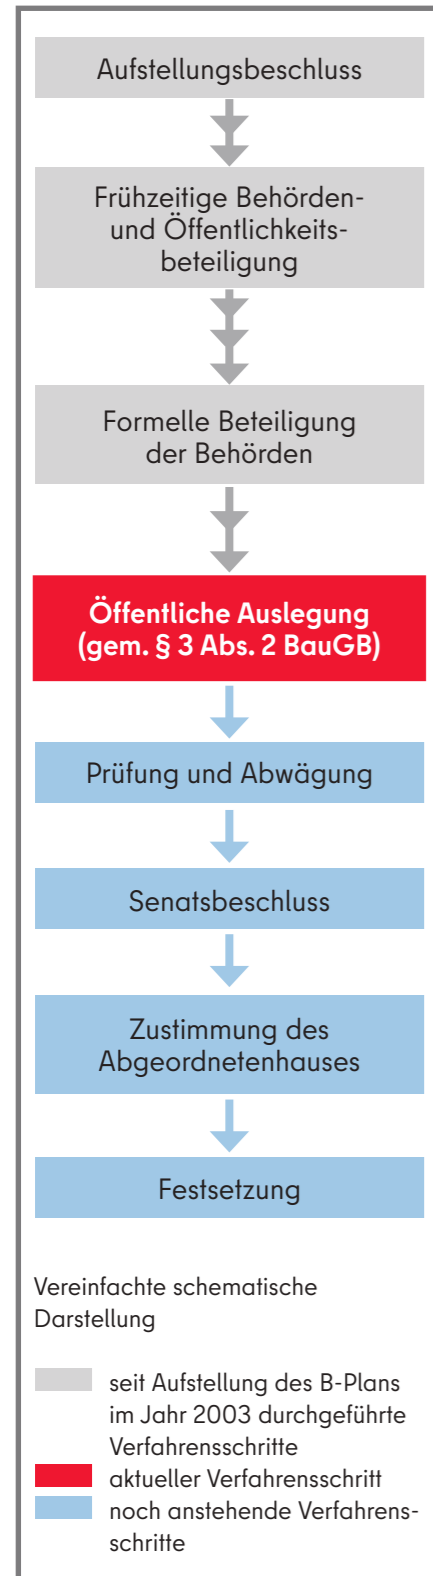 Aufstellungsbeschluss
Frühzeitige Behörden-
und Öffentlichkeits-
beteiligung
Formelle Beteiligung
der Behörden
Öffentliche Auslegung
(gem. § 3 Abs. 2 BauGB)
Prüfung und Abwägung
Senatsbeschluss
Zustimmung des
Abgeordnetenhauses
Festsetzung
Vereinfachte schematische
Darstellung
seit Aufstellung des B-Plans
im Jahr 2003 durchgeführte
Verfahrensschritte
aktueller Verfahrensschritt
noch anstehende Verfahrens-
schritte